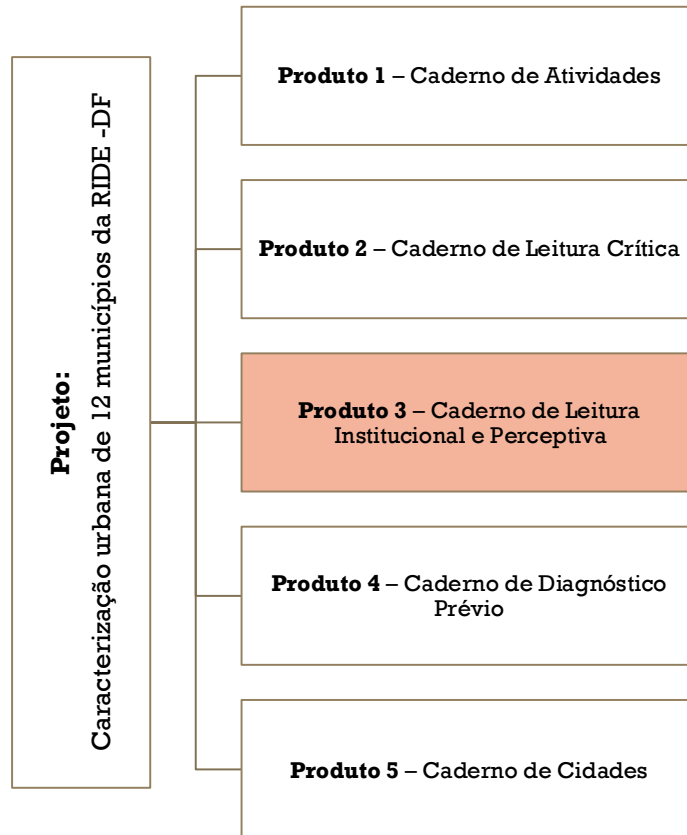 Projeto:
Caracterização urbana de 12 municípios da RIDE -DF
Produto 1 – Caderno de Atividades
Produto 2 – Caderno de Leitura Crítica
Produto 3 – Caderno de Leitura
Institucional e Perceptiva
Produto 4 – Caderno de Diagnóstico
Prévio
Produto 5 – Caderno de Cidades